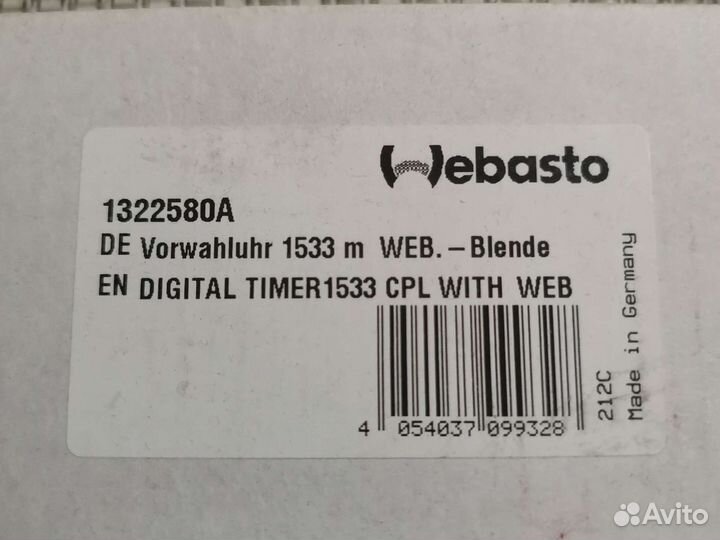 Webasto
1322580A
DE Vorwahluhr 1533 m WEB. –Blende
EN DIGITAL TIMER1533 CPL WITH WEB
4 054037 099328
212C
Made in Germany
Avito